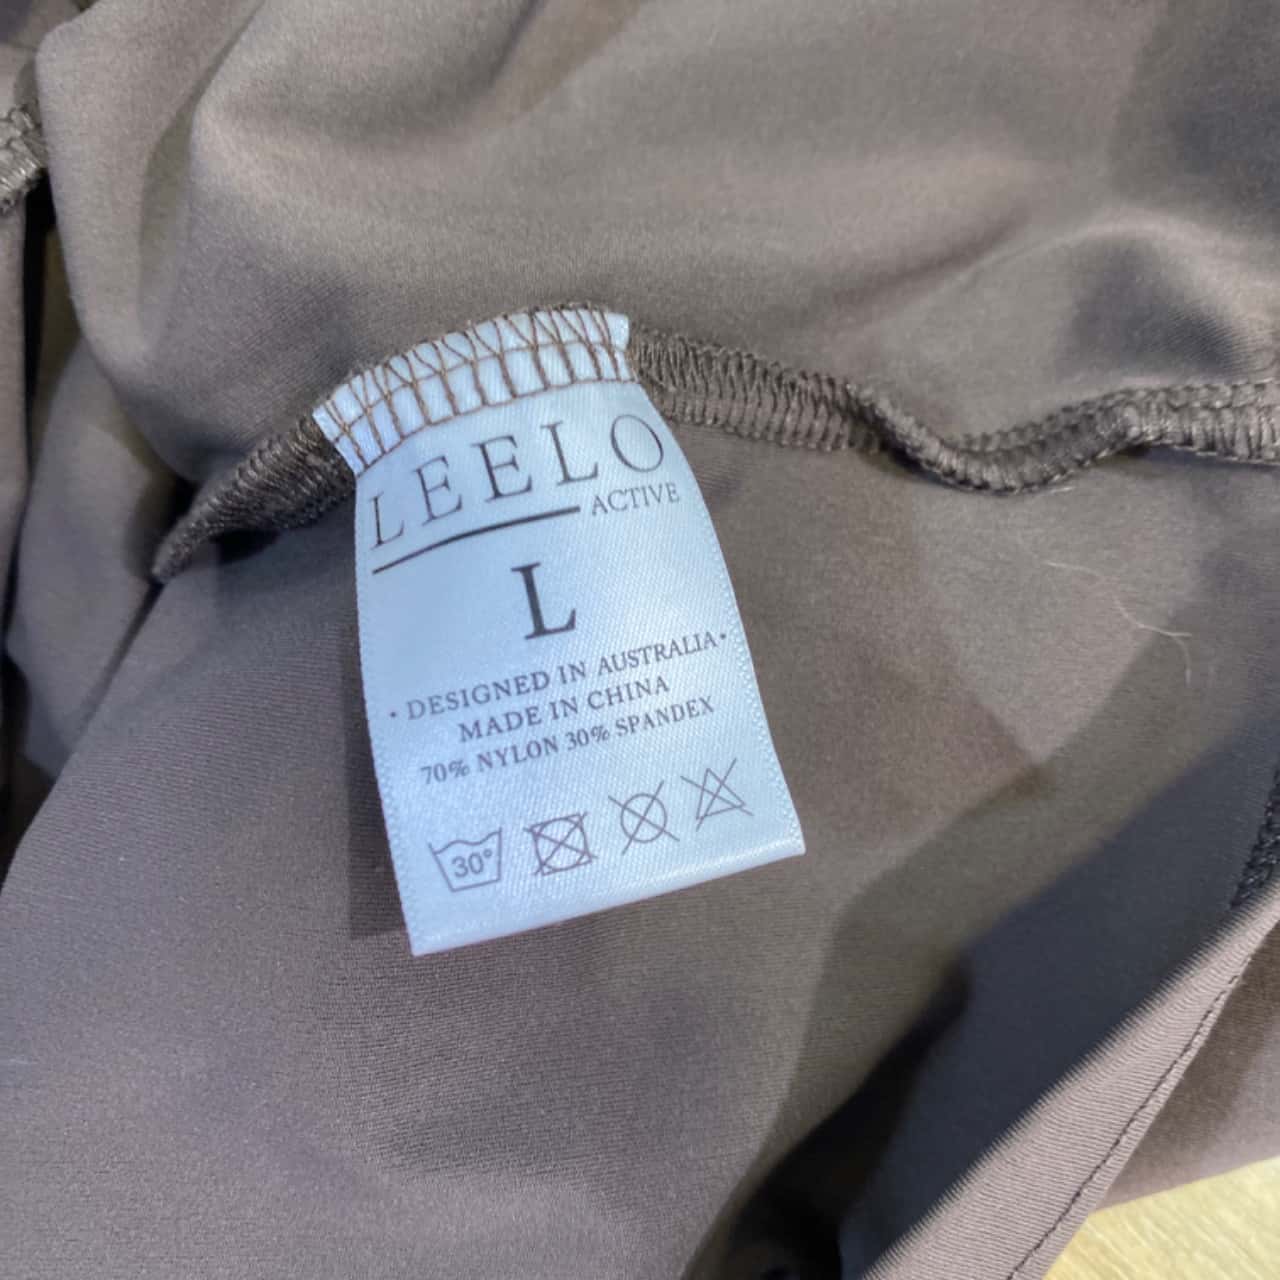 LEELO
ACTIVE
L
• DESIGNED IN AUSTRALIA •
MADE IN CHINA
70% NYLON 30% SPANDEX
30°